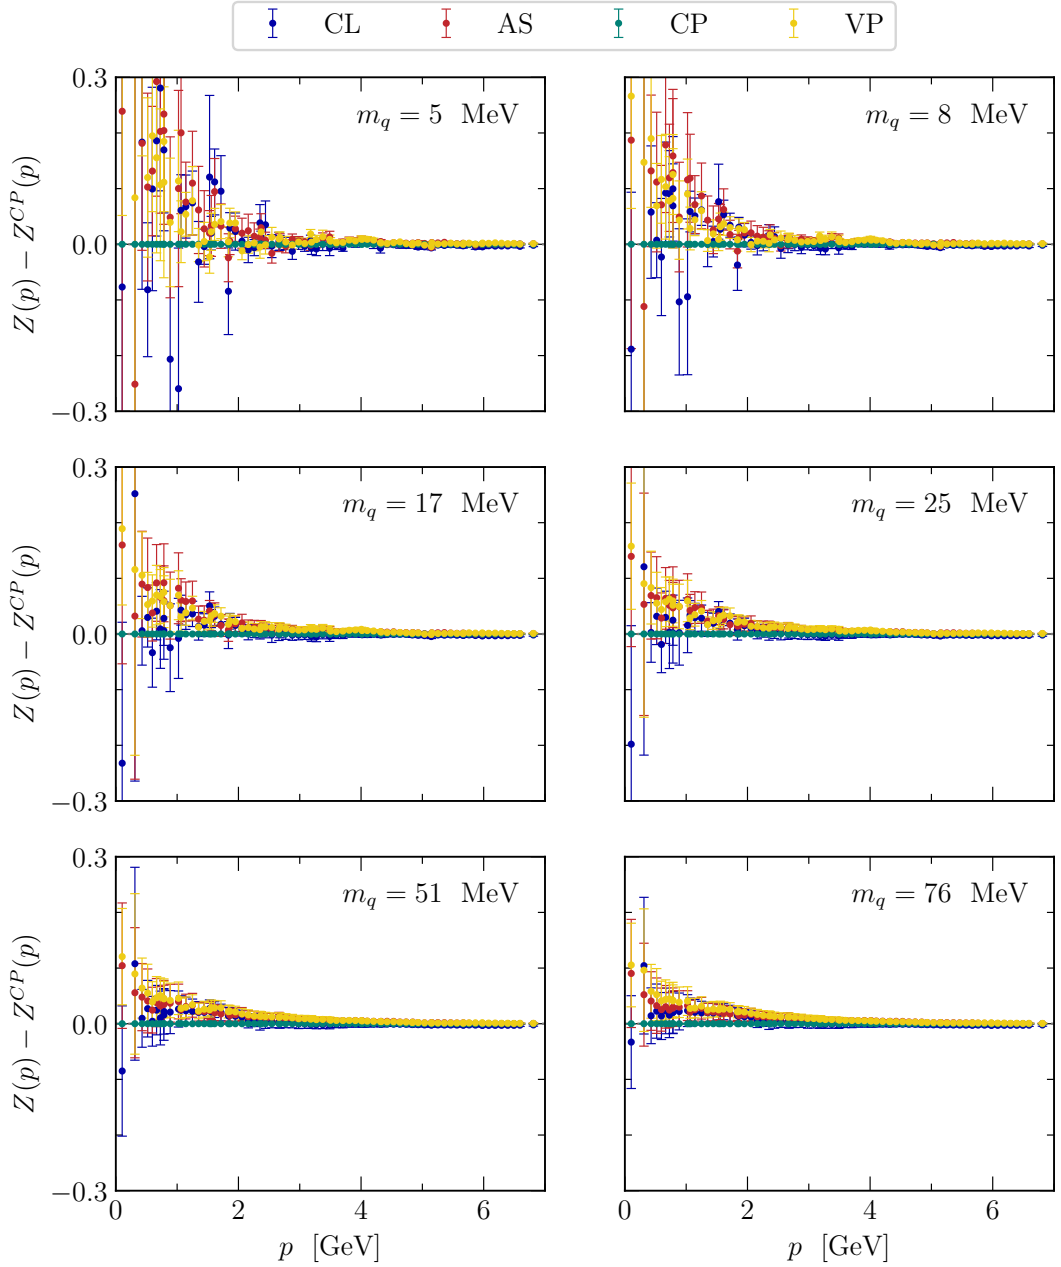 CL AS CP VP
0.3
0.0
−0.3
Z(p) − Z^{CP}(p)
m_q = 5 MeV
m_q = 8 MeV
0.3
0.0
−0.3
Z(p) − Z^{CP}(p)
m_q = 17 MeV
m_q = 25 MeV
0.3
0.0
−0.3
Z(p) − Z^{CP}(p)
m_q = 51 MeV
m_q = 76 MeV
0 2 4 6
0 2 4 6
p [GeV]
p [GeV]